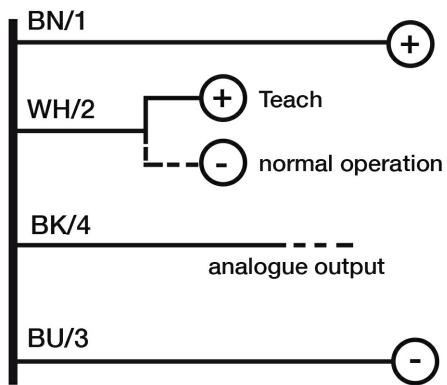 BN/1
+
WH/2
+ Teach
- normal operation
BK/4
analogue output
BU/3
-